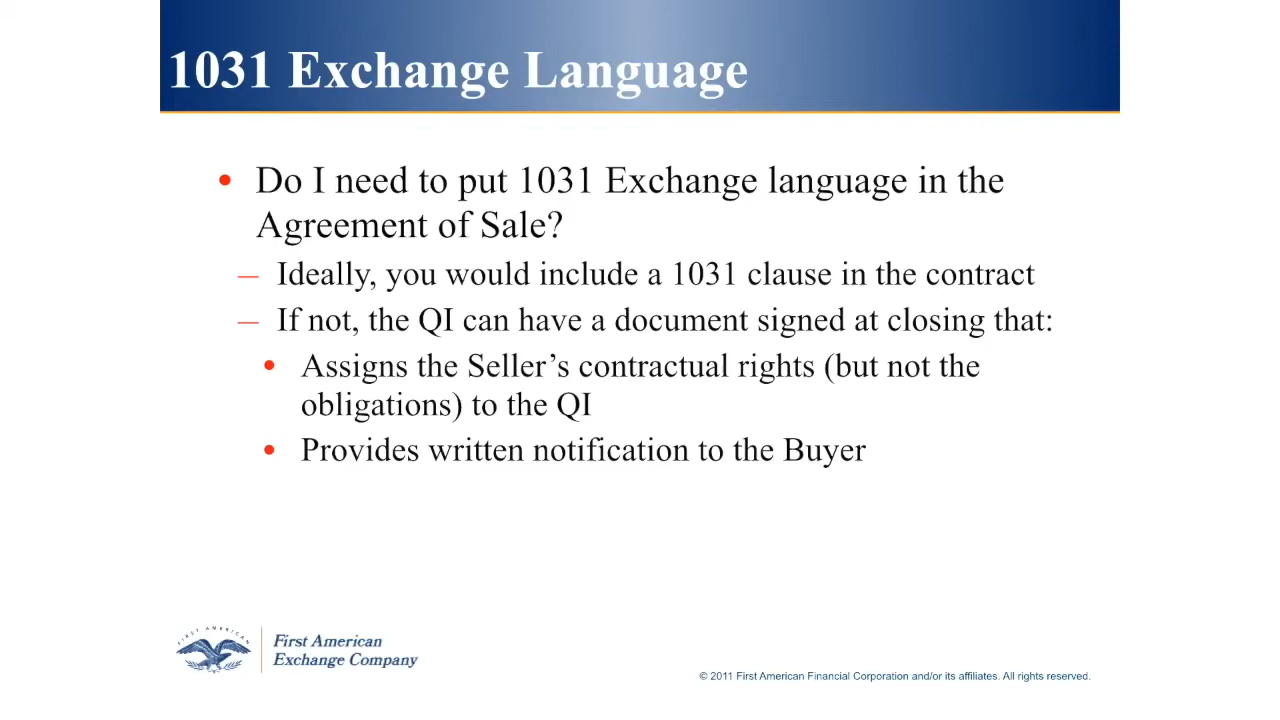 1031 Exchange Language
• Do I need to put 1031 Exchange language in the
Agreement of Sale?
– Ideally, you would include a 1031 clause in the contract
– If not, the QI can have a document signed at closing that:
• Assigns the Seller’s contractual rights (but not the
obligations) to the QI
• Provides written notification to the Buyer
FIRST AMERICAN
First American
Exchange Company
© 2011 First American Financial Corporation and/or its affiliates. All rights reserved.